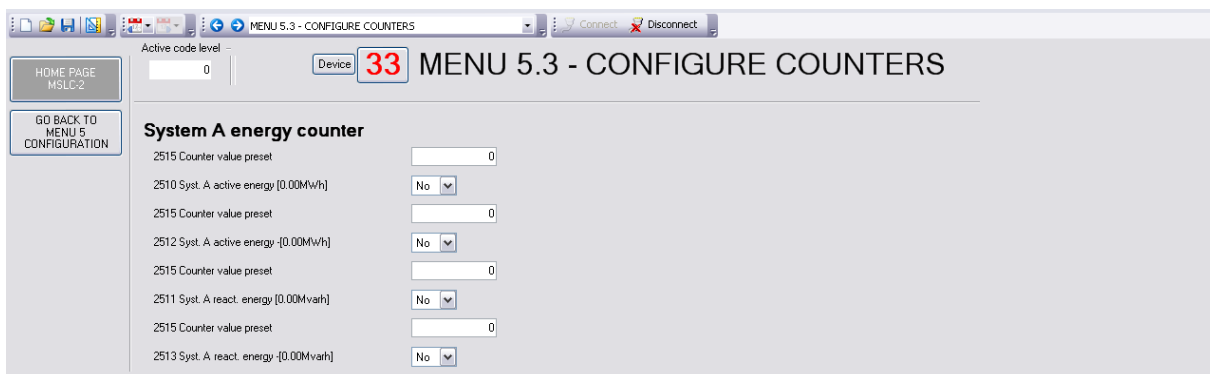 MENU 5.3 - CONFIGURE COUNTERS Connect Disconnect
Active code level
0
Device 33 MENU 5.3 - CONFIGURE COUNTERS
HOME PAGE
MSLC-2
GO BACK TO
MENU 5
CONFIGURATION
System A energy counter
2515 Counter value preset 0
2510 Syst. A active energy [0.00MWh] No
2515 Counter value preset 0
2512 Syst. A active energy -[0.00MWh] No
2515 Counter value preset 0
2511 Syst. A react. energy [0.00Mvarh] No
2515 Counter value preset 0
2513 Syst. A react. energy -[0.00Mvarh] No